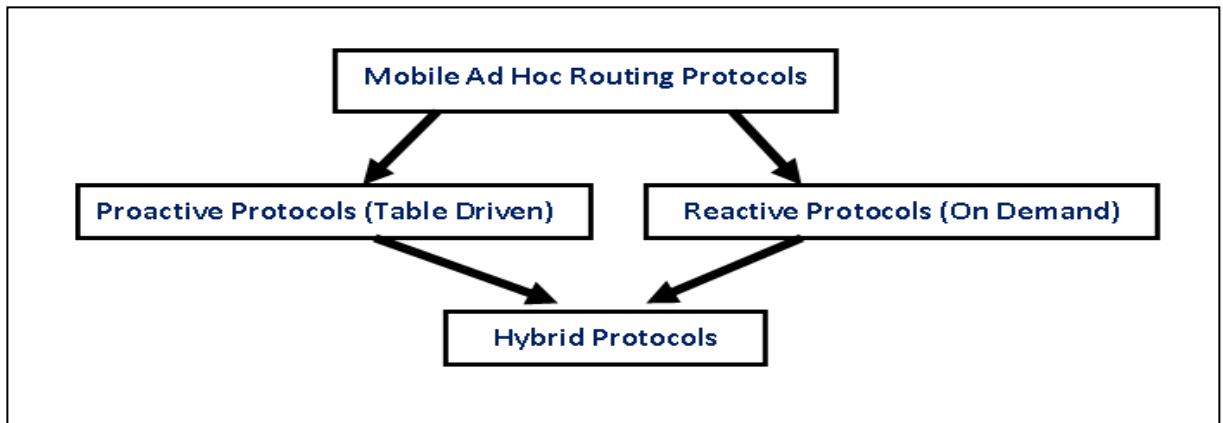 Mobile Ad Hoc Routing Protocols
Proactive Protocols (Table Driven)
Reactive Protocols (On Demand)
Hybrid Protocols